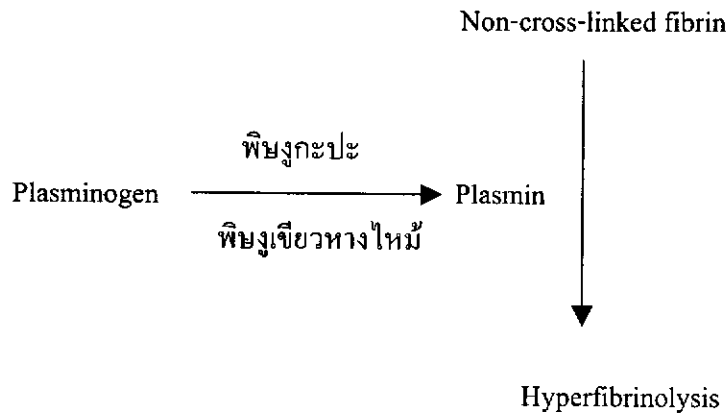 Non-cross-linked fibrin
พิษงูกะปะ
Plasminogen
Plasmin
พิษงูเขียวหางไหม้
Hyperfibrinolysis